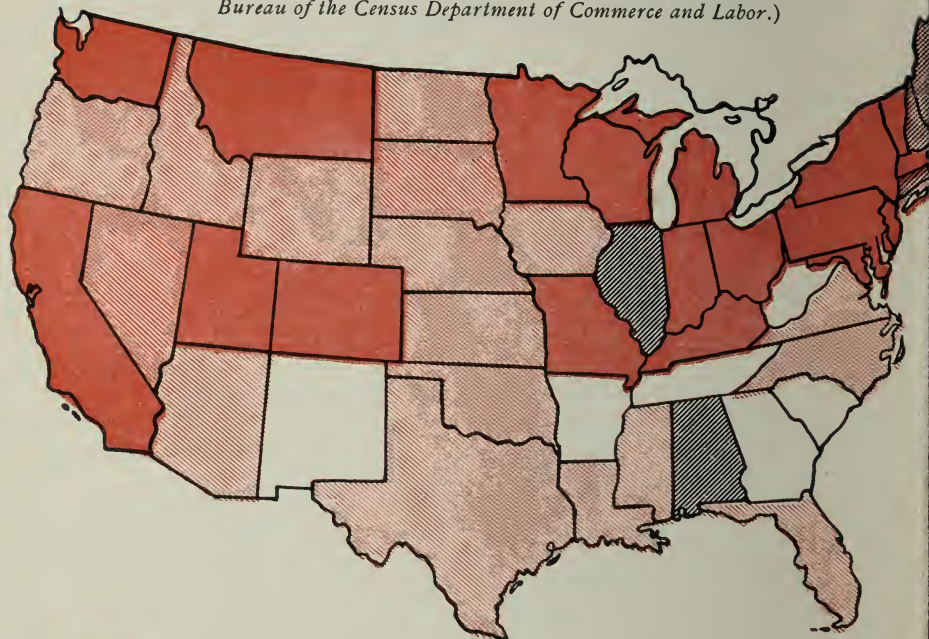 Bureau of the Census Department of Commerce and Labor.)